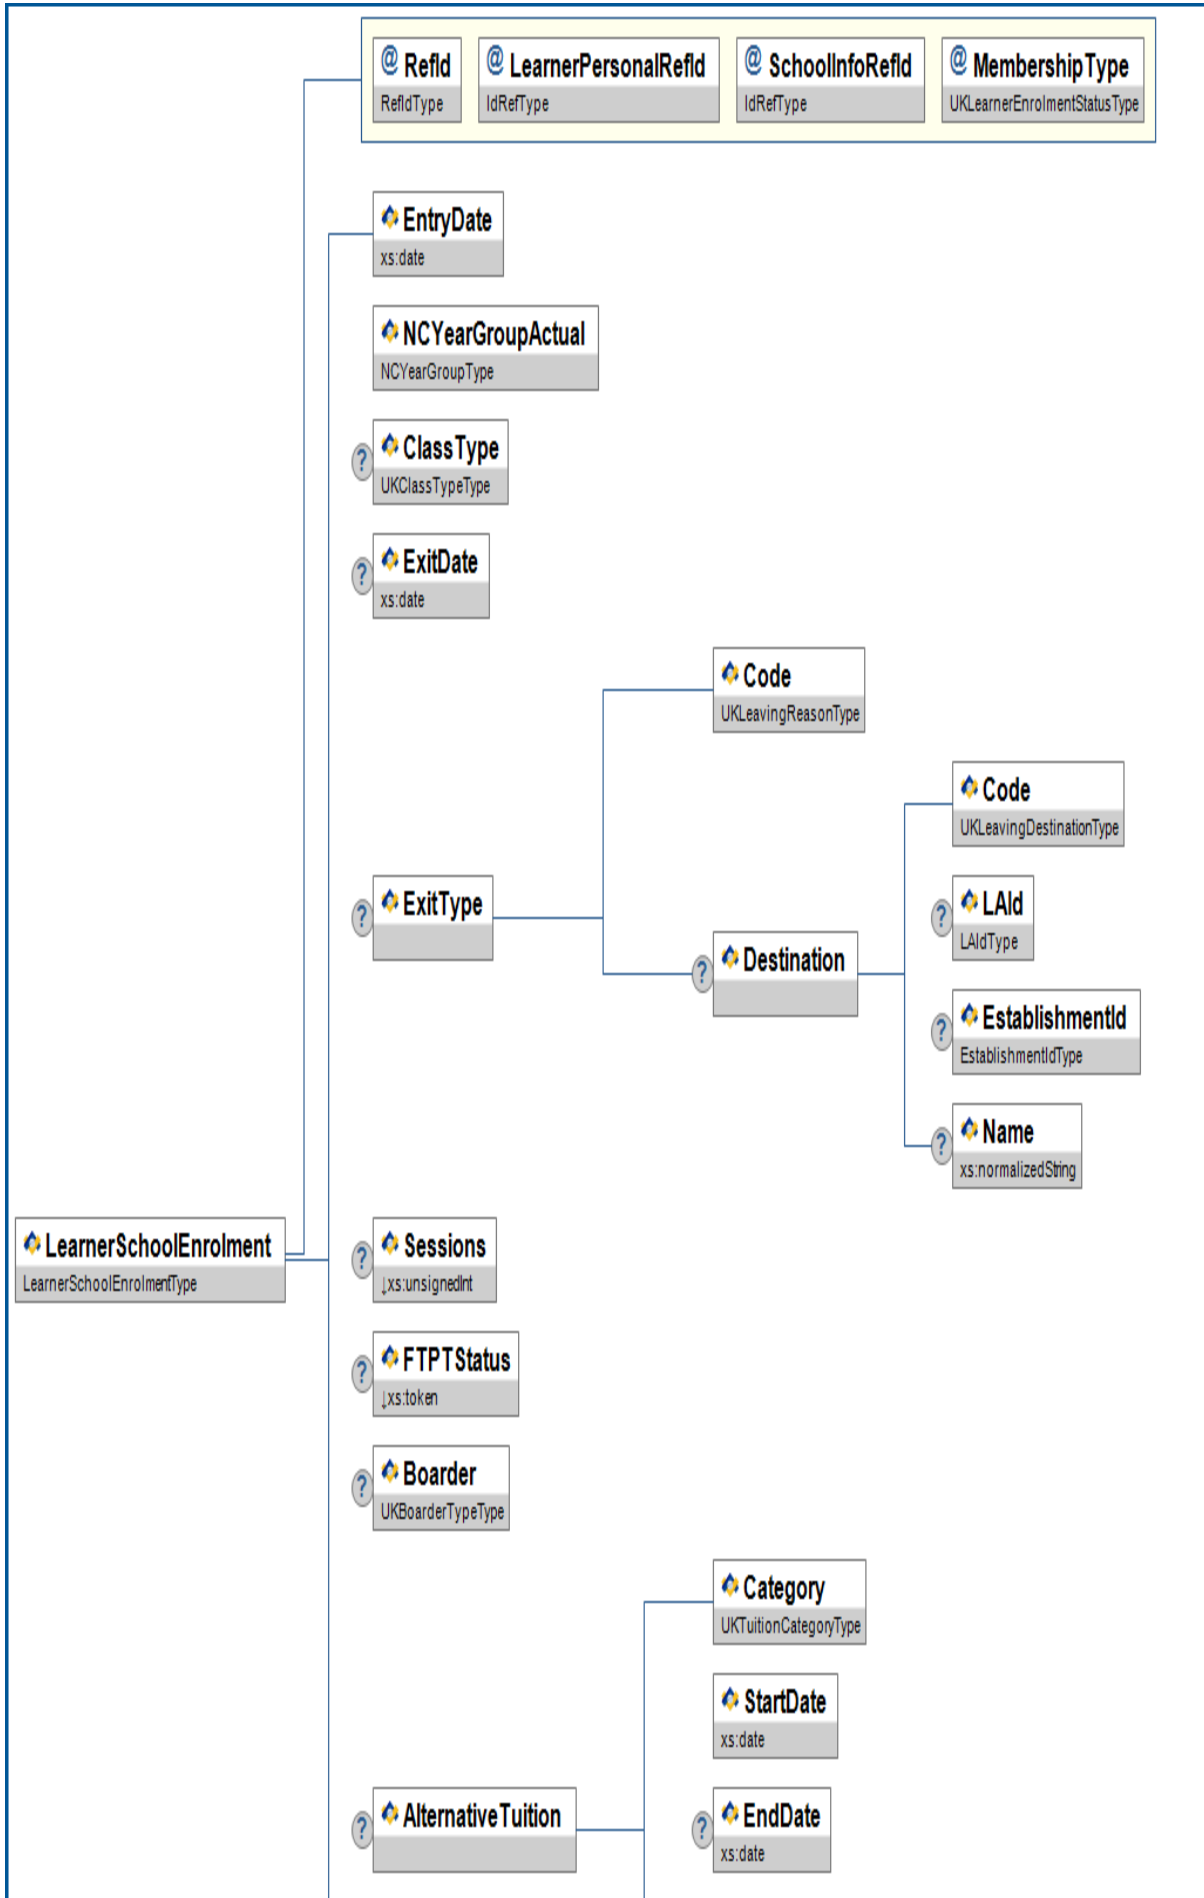 @ RefId
RefIdType
@ LearnerPersonalRefId
IdRefType
@ SchoolInfoRefId
IdRefType
@ MembershipType
UKLearnerEnrolmentStatusType
EntryDate
xs:date
NCYearGroupActual
NCYearGroupType
? ClassType
UKClassTypeType
? ExitDate
xs:date
Code
UKLeavingReasonType
Code
UKLeavingDestinationType
? ExitType
? LAId
LAIdType
? Destination
? EstablishmentId
EstablishmentIdType
? Name
xs:normalizedString
LearnerSchoolEnrolment
LearnerSchoolEnrolmentType
? Sessions
↓xs:unsignedInt
? FTPTStatus
↓xs:token
? Boarder
UKBoarderTypeType
Category
UKTuitionCategoryType
StartDate
xs:date
? AlternativeTuition
? EndDate
xs:date